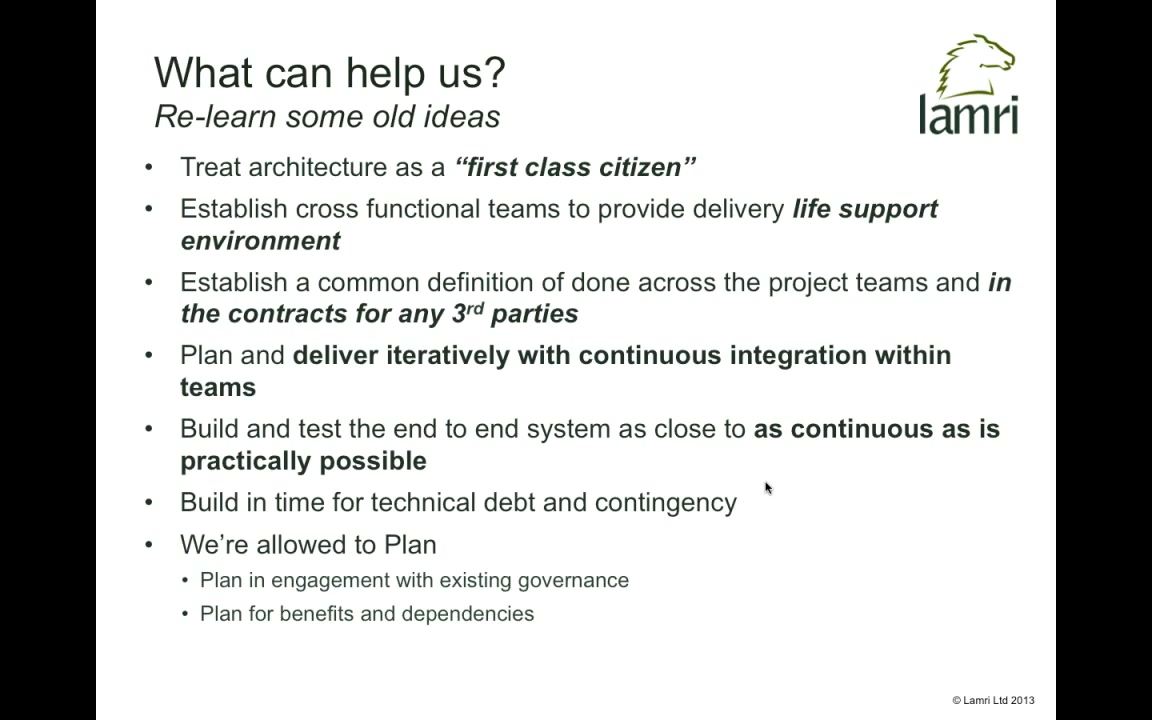 What can help us?
Re-learn some old ideas
lamri
• Treat architecture as a “first class citizen”
• Establish cross functional teams to provide delivery life support
environment
• Establish a common definition of done across the project teams and in
the contracts for any 3rd parties
• Plan and deliver iteratively with continuous integration within
teams
• Build and test the end to end system as close to as continuous as is
practically possible
• Build in time for technical debt and contingency
• We’re allowed to Plan
• Plan in engagement with existing governance
• Plan for benefits and dependencies
© Lamri Ltd 2013